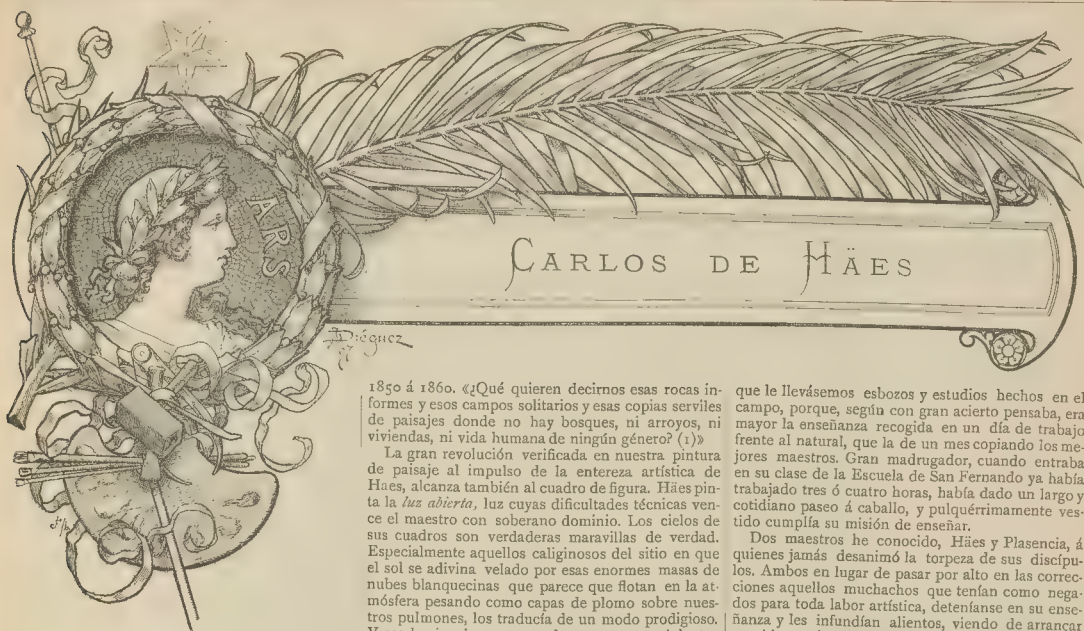 ARS
CARLOS DE HÄES
Diéguez
1850 á 1860. «¿Qué quieren decirnos esas rocas in-
formes y esos campos solitarios y esas copias serviles
de paisajes donde no hay bosques, ni arroyos, ni
viviendas, ni vida humana de ningún género? (1)»
La gran revolución verificada en nuestra pintura
de paisaje al impulso de la entereza artística de
Haes, alcanza también al cuadro de figura. Häes pin-
ta la luz abierta, luz cuyas dificultades técnicas ven-
ce el maestro con soberano dominio. Los cielos de
sus cuadros son verdaderas maravillas de verdad.
Especialmente aquellos caliginosos del sitio en que
el sol se adivina velado por esas enormes masas de
nubes blanquecinas que parece que flotan en la at-
mósfera pesando como capas de plomo sobre nues-
tros pulmones, los traducía de un modo prodigioso.
que le llevásemos esbozos y estudios hechos en el
campo, porque, según con gran acierto pensaba, era
mayor la enseñanza recogida en un día de trabajo
frente al natural, que la de un mes copiando los me-
jores maestros. Gran madrugador, cuando entraba
en su clase de la Escuela de San Fernando ya había
trabajado tres ó cuatro horas, había dado un largo y
cotidiano paseo á caballo, y pulquérrimamente ves-
tido cumplía su misión de enseñar.
Dos maestros he conocido, Häes y Plasencia, á
quienes jamás desanimó la torpeza de sus discípu-
los. Ambos en lugar de pasar por alto en las correc-
ciones aquellos muchachos que tenían como nega-
dos para toda labor artística, deteníanse en su ense-
ñanza y les infundían alientos, viendo de arrancar